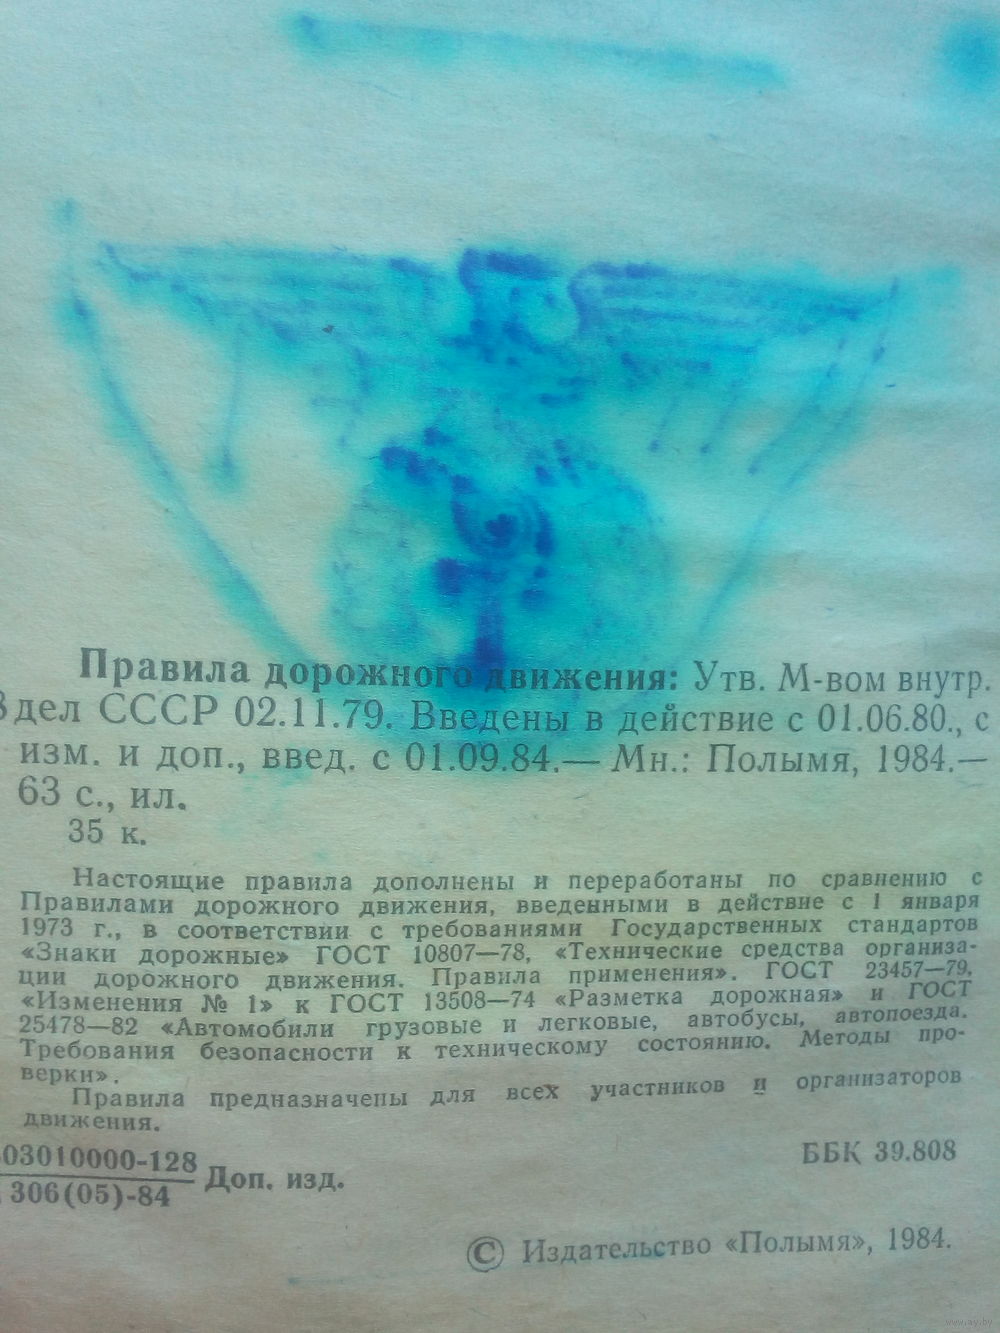 Правила дорожного движения: Утв. М-вом внутр.
дел СССР 02.11.79. Введены в действие с 01.06.80., с
изм. и доп., введ. с 01.09.84.— Мн.: Полымя, 1984.—
63 с., ил.
35 к.
Настоящие правила дополнены и переработаны по сравнению с
Правилами дорожного движения, введенными в действие с 1 января
1973 г., в соответствии с требованиями Государственных стандартов
«Знаки дорожные» ГОСТ 10807—78, «Технические средства организа-
ции дорожного движения. Правила применения». ГОСТ 23457—79,
«Изменения № 1» к ГОСТ 13508—74 «Разметка дорожная» и ГОСТ
25478—82 «Автомобили грузовые и легковые, автобусы, автопоезда.
Требования безопасности к техническому состоянию. Методы про-
верки».
Правила предназначены для всех участников и организаторов
движения.
03010000-128
306(05)-84
Доп. изд.
ББК 39.808
© Издательство «Полымя», 1984.
www.ay.by